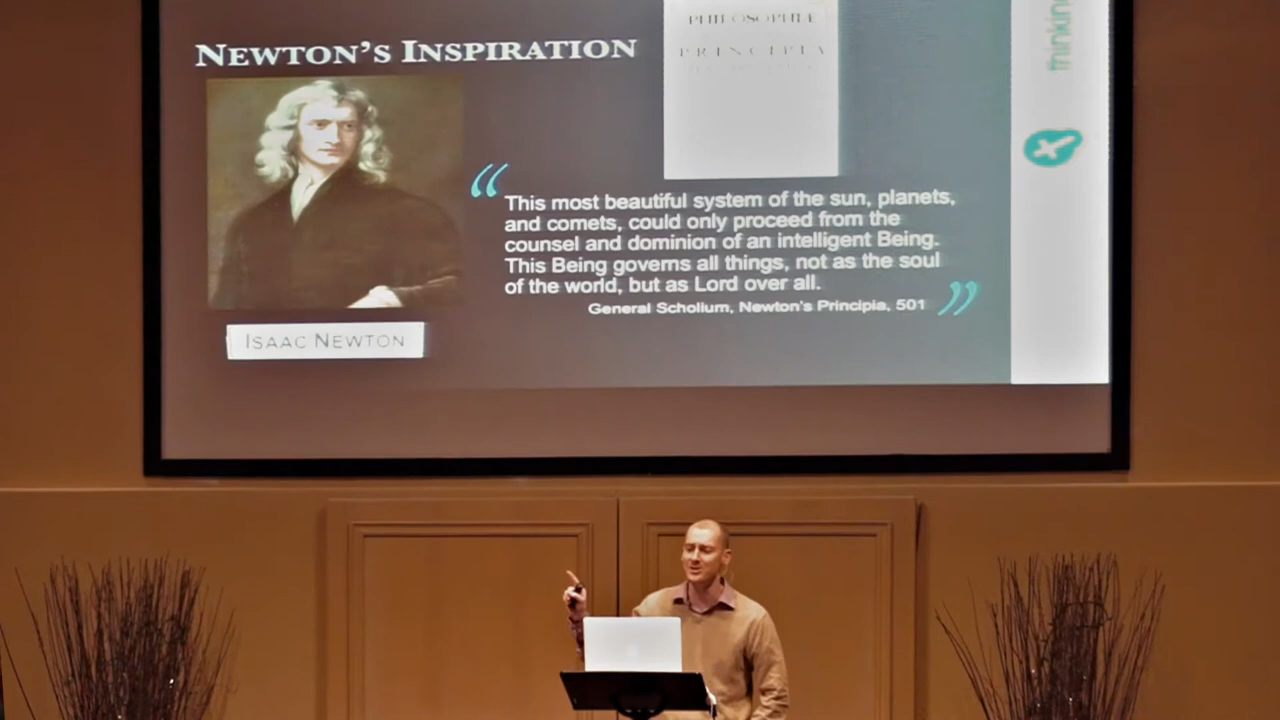 PHILOSOPHIÆ
PRINCIPIA
thinkin
NEWTON'S INSPIRATION
“
This most beautiful system of the sun, planets,
and comets, could only proceed from the
counsel and dominion of an intelligent Being.
This Being governs all things, not as the soul
of the world, but as Lord over all.
General Scholium, Newton's Principia, 501
”
ISAAC NEWTON